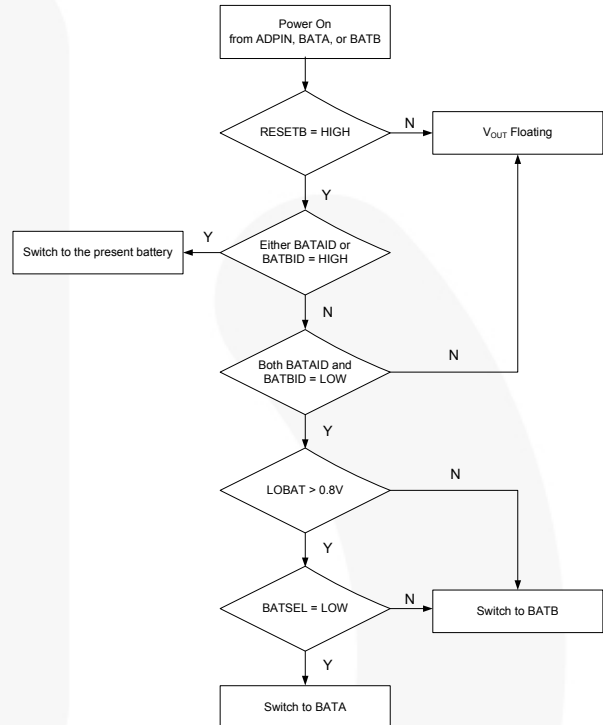 Power On
from ADPIN, BATA, or BATB
RESETB = HIGH
N
VOUT Floating
Y
Y
Switch to the present battery
Either BATAID or
BATBID = HIGH
N
Both BATAID and
BATBID = LOW
N
Y
LOBAT > 0.8V
N
Y
BATSEL = LOW
N
Switch to BATB
Y
Switch to BATA